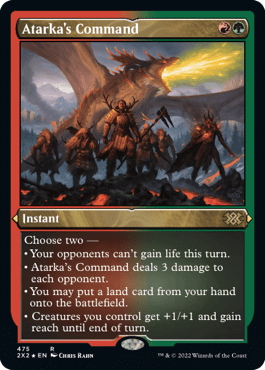 Atarka's Command
Instant
Choose two —
• Your opponents can't gain life this turn.
• Atarka's Command deals 3 damage to
each opponent.
• You may put a land card from your hand
onto the battlefield.
• Creatures you control get +1/+1 and gain
reach until end of turn.
475 R
2X2 ★ EN Chris Rahn
™ & © 2022 Wizards of the Coast